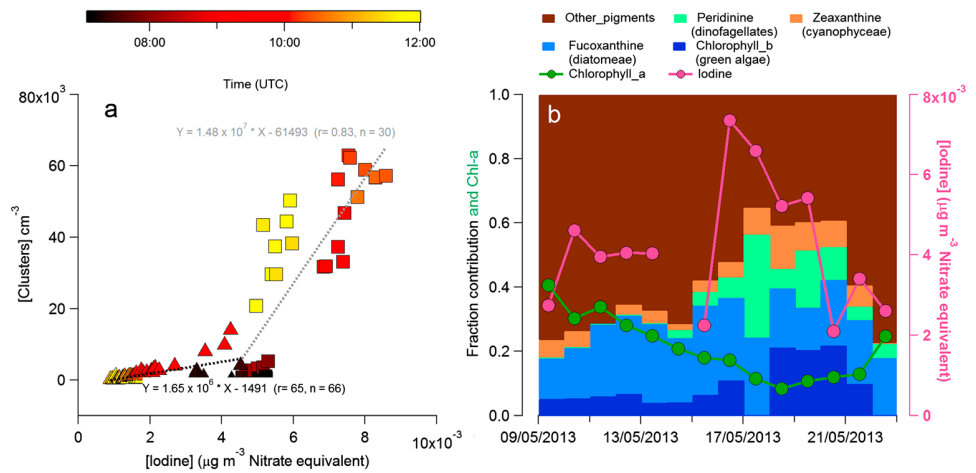 08:00
10:00
12:00
Time (UTC)
a
80x10³
60
40
20
0
[Clusters] cm⁻³
Y = 1.48 x 10⁷ * X - 61493 (r= 0.83, n = 30)
Y = 1.65 x 10⁶ * X - 1491 (r= 65, n = 66)
0
2
4
6
8
10x10⁻³
[Iodine] (µg m⁻³ Nitrate equivalent)
Other_pigments
Peridinine
(dinofagellates)
Zeaxanthine
(cyanophyceae)
Fucoxanthine
(diatomeae)
Chlorophyll_b
(green algae)
Chlorophyll_a
Iodine
b
1.0
0.8
0.6
0.4
0.2
0.0
Fraction contribution and Chl-a
8x10⁻³
6
4
2
0
[Iodine] (µg m⁻³ Nitrate equivalent)
09/05/2013
13/05/2013
17/05/2013
21/05/2013